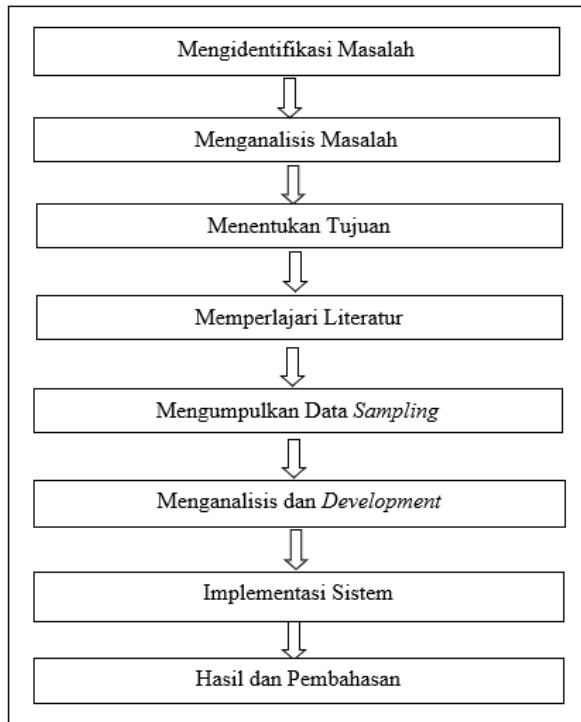 Mengidentifikasi Masalah
Menganalisis Masalah
Menentukan Tujuan
Memperlajari Literatur
Mengumpulkan Data Sampling
Menganalisis dan Development
Implementasi Sistem
Hasil dan Pembahasan